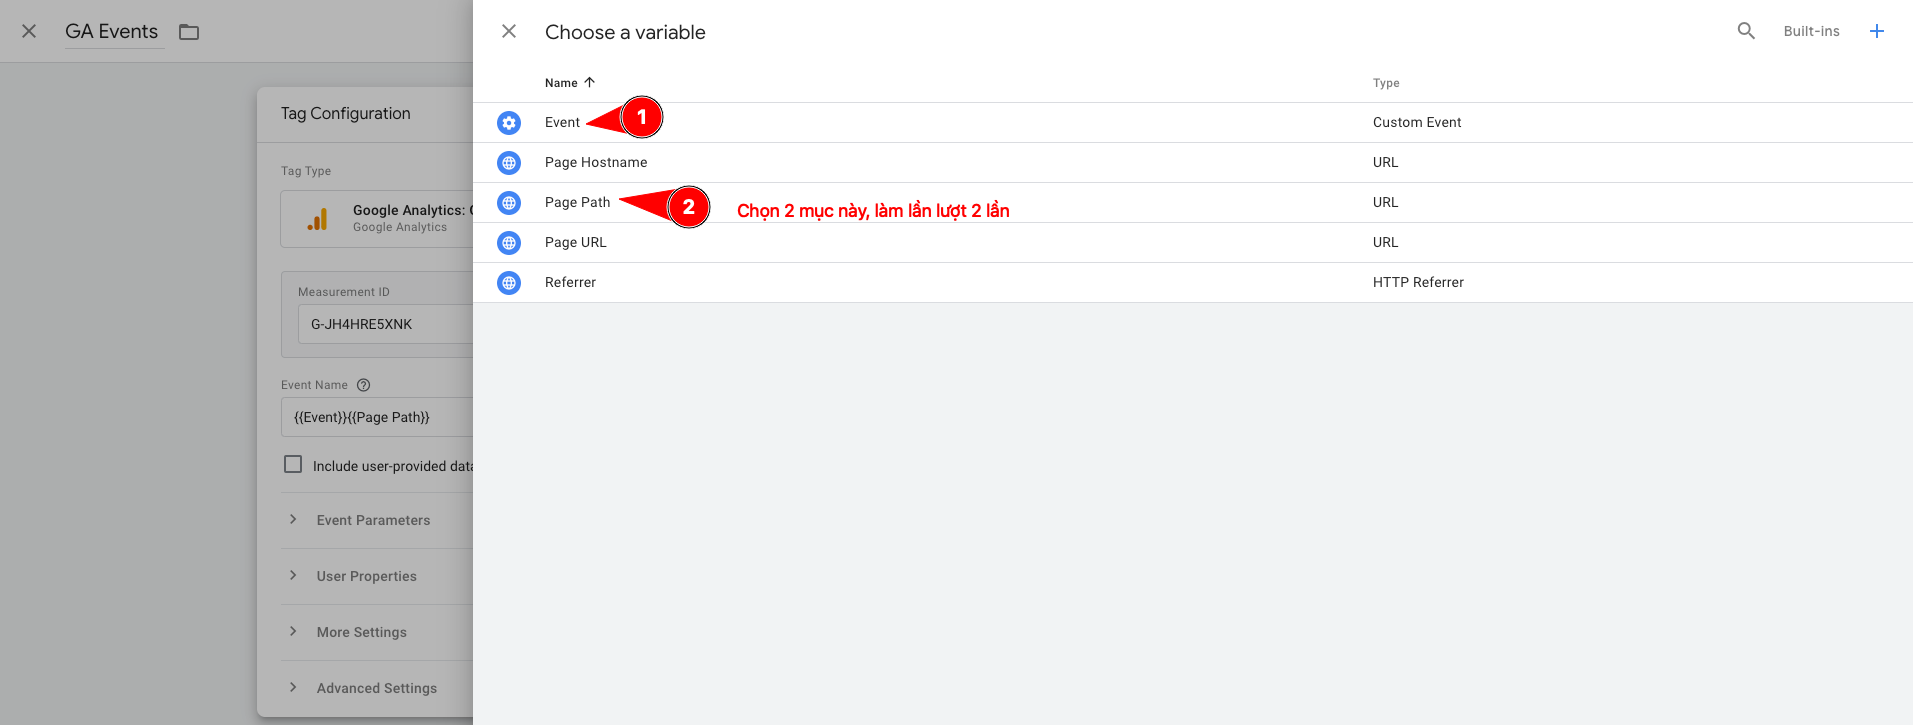 GA Events
Choose a variable
Built-ins
Name
Type
Event
1
Custom Event
Page Hostname
URL
Page Path
2
Chọn 2 mục này, làm lần lượt 2 lần
URL
Page URL
URL
Referrer
HTTP Referrer
Tag Configuration
Tag Type
Google Analytics:
Google Analytics
Measurement ID
G-JH4HRE5XNK
Event Name
{{Event}}{{Page Path}}
Include user-provided data
Event Parameters
User Properties
More Settings
Advanced Settings